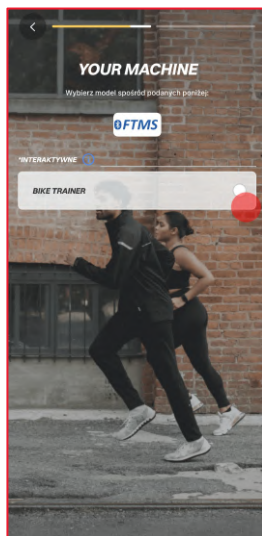 YOUR MACHINE
Wybierz model spośród podanych poniżej:
FTMS
*INTERAKTYWNE
BIKE TRAINER